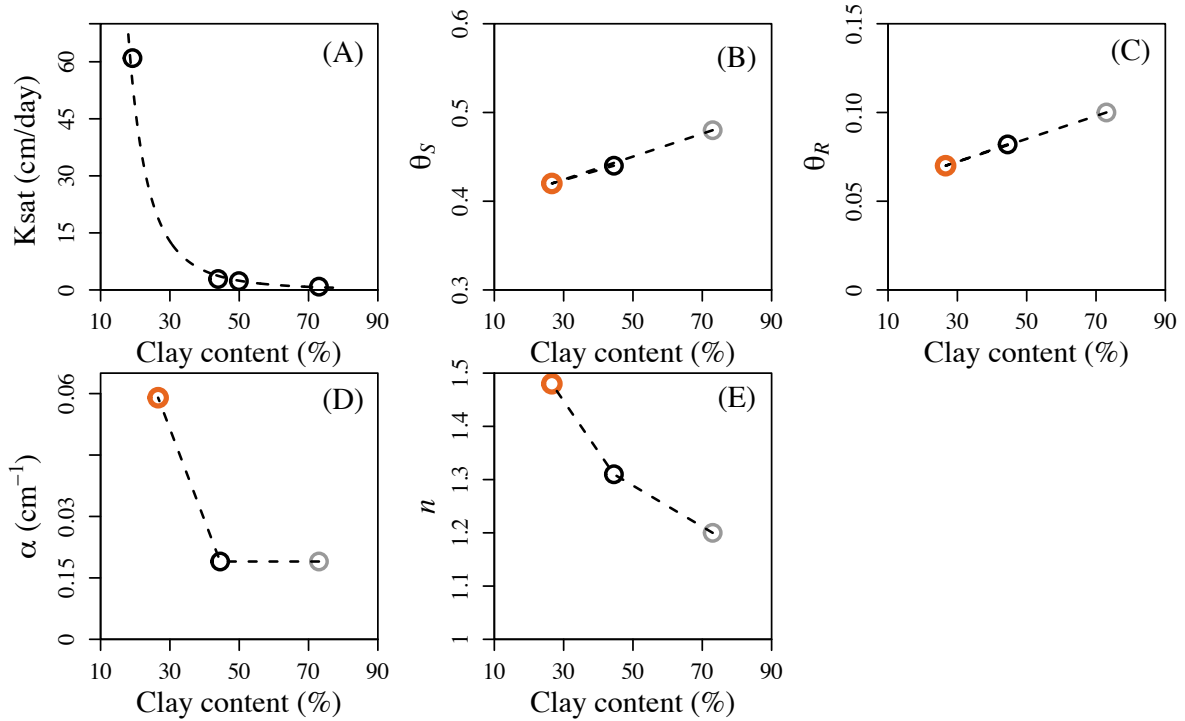 (A)
Ksat (cm/day)
60
45
30
15
0
10 30 50 70 90
Clay content (%)
(B)
θS
0.6
0.5
0.4
0.3
10 30 50 70 90
Clay content (%)
(C)
θR
0.15
0.10
0.05
0
10 30 50 70 90
Clay content (%)
(D)
α (cm⁻¹)
0.06
0.03
0.15
0
10 30 50 70 90
Clay content (%)
(E)
n
1.5
1.4
1.3
1.2
1.1
1
10 30 50 70 90
Clay content (%)